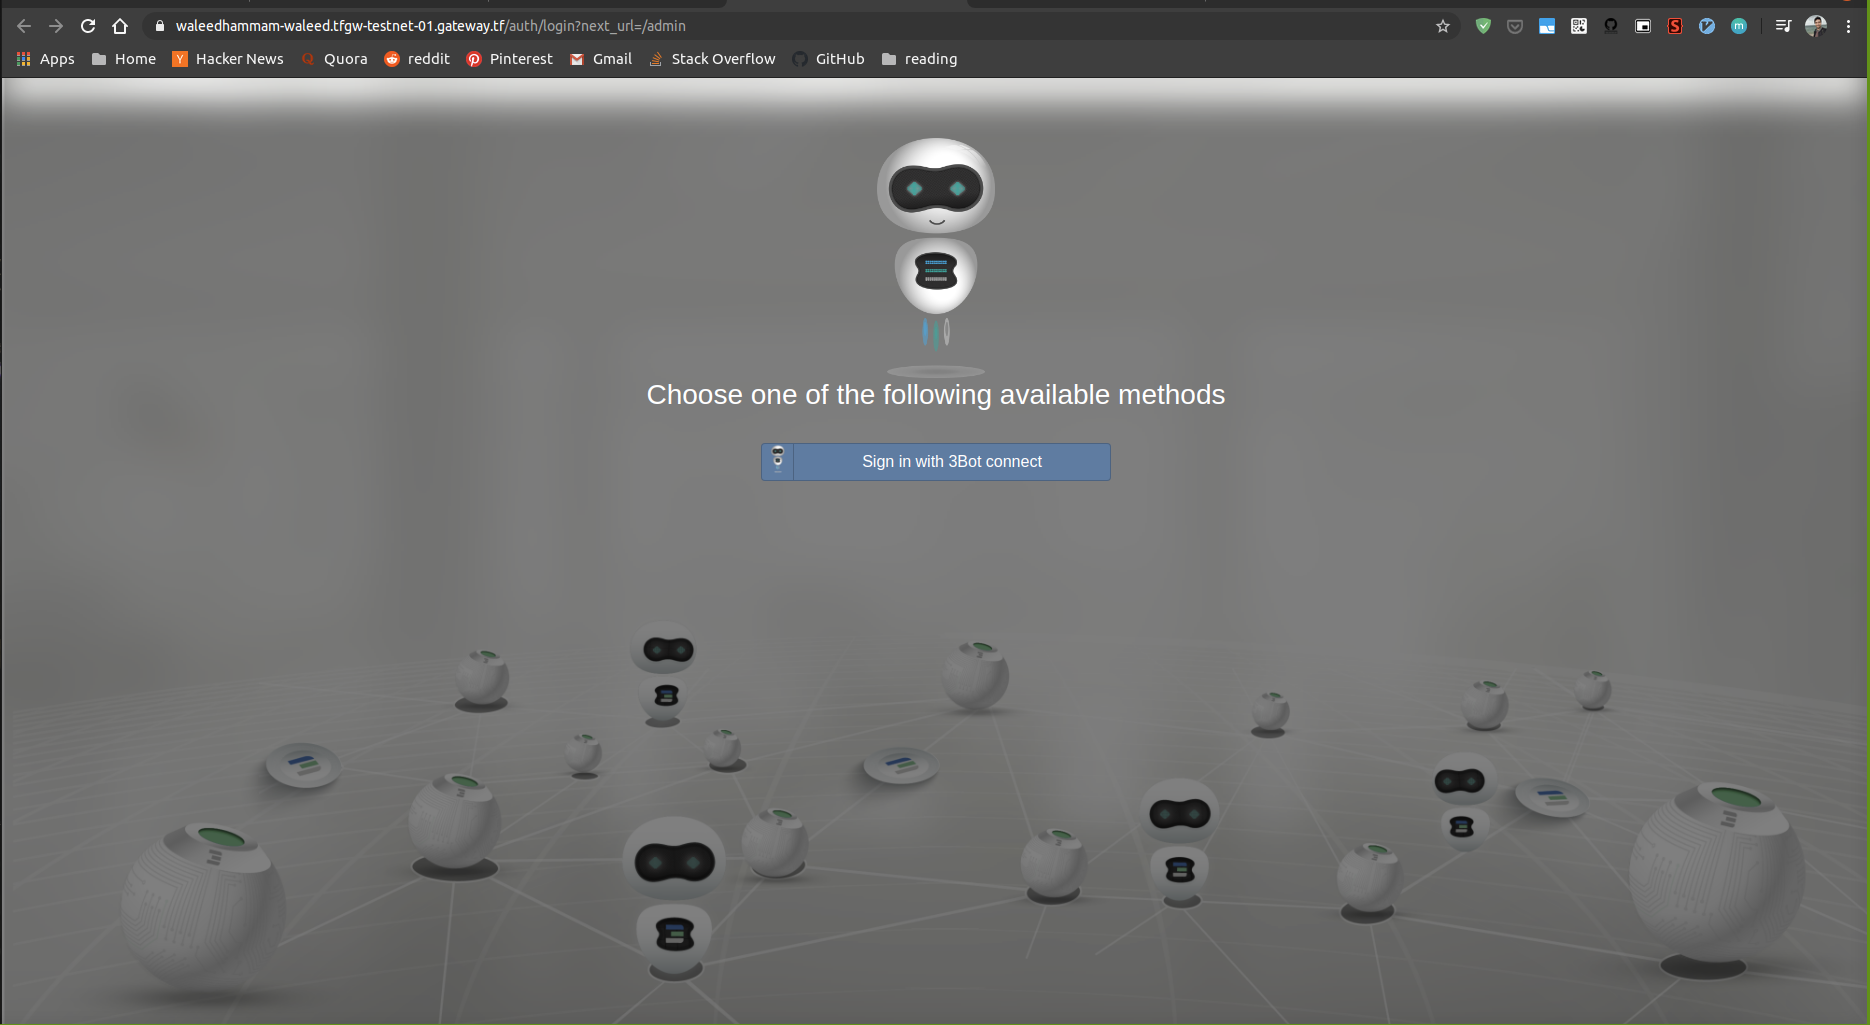 waleedhammam-waleed.tfgw-testnet-01.gateway.tf/auth/login?next_url=/admin
Apps Home Hacker News Quora reddit Pinterest Gmail Stack Overflow GitHub reading
Choose one of the following available methods
Sign in with 3Bot connect